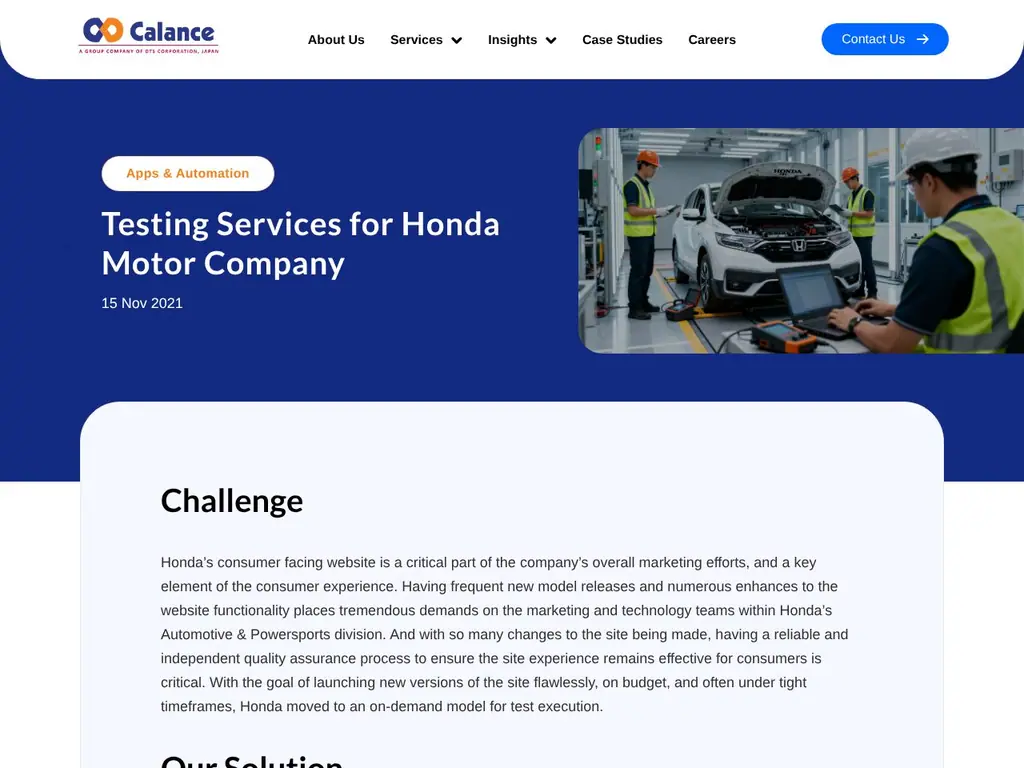 Calance
A GROUP COMPANY OF DTS CORPORATION, JAPAN
About Us
Services
Insights
Case Studies
Careers
Contact Us
Apps & Automation
Testing Services for Honda
Motor Company
15 Nov 2021
HONDA
Challenge
Honda’s consumer facing website is a critical part of the company’s overall marketing efforts, and a key
element of the consumer experience. Having frequent new model releases and numerous enhances to the
website functionality places tremendous demands on the marketing and technology teams within Honda’s
Automotive & Powersports division. And with so many changes to the site being made, having a reliable and
independent quality assurance process to ensure the site experience remains effective for consumers is
critical. With the goal of launching new versions of the site flawlessly, on budget, and often under tight
timeframes, Honda moved to an on-demand model for test execution.
Our Solution